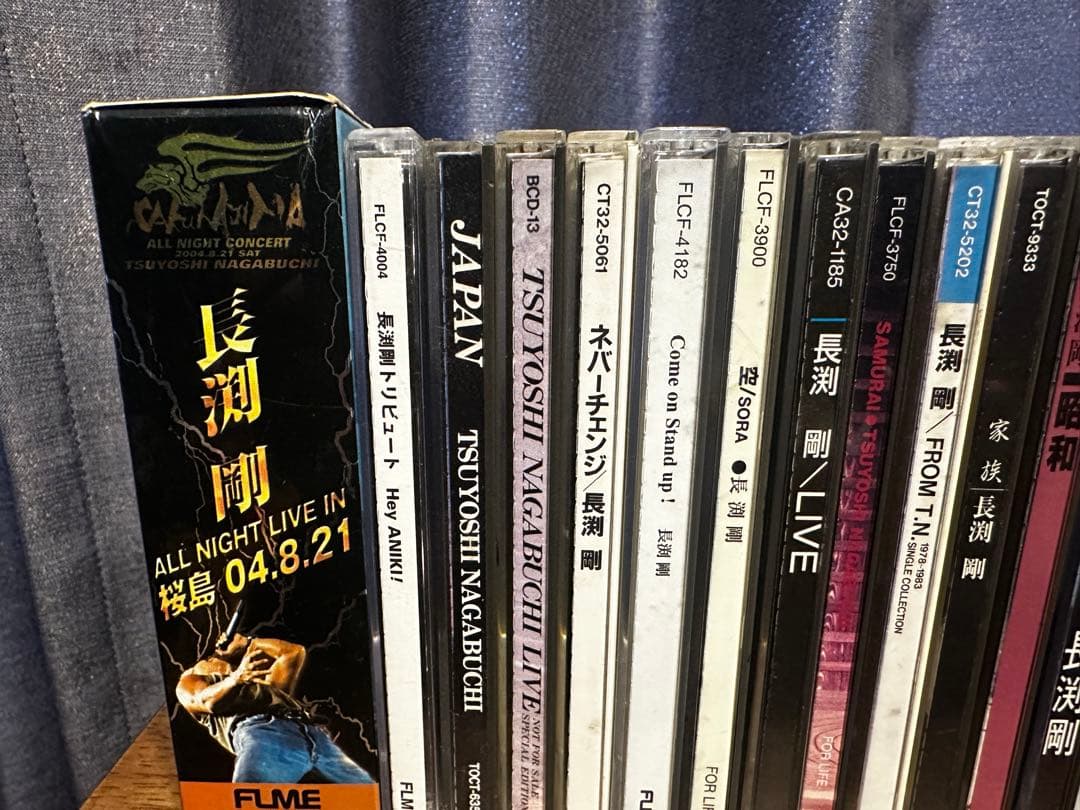 SAKURAJIMA
ALL NIGHT CONCERT
2004.8.21 SAT
TSUYOSHI NAGABUCHI
長渕 剛
ALL NIGHT LIVE IN
桜島 04.8.21
FLME
FLCF-4004 長渕剛トリビュート Hey ANIKI!!
JAPAN TSUYOSHI NAGABUCHI
BCD-13 TSUYOSHI NAGABUCHI LIVE
NOT FOR SALE
SPECIAL EDITION
CT32-5061 ネバーチェンジ/長渕 剛
FLCF-4182 Come on Stand up! 長渕 剛
FLCF-3900 空/SORA ●長渕 剛
CA32-1185 長渕 剛/LIVE
FLCF-3750 SAMURAI●TSUYOSHI
FOR LIFE
CT32-5202 長渕 剛/FROM T.N. 1978-1983
SINGLE COLLECTION
TOCT-9333 家族/長渕 剛
昭和
長渕剛